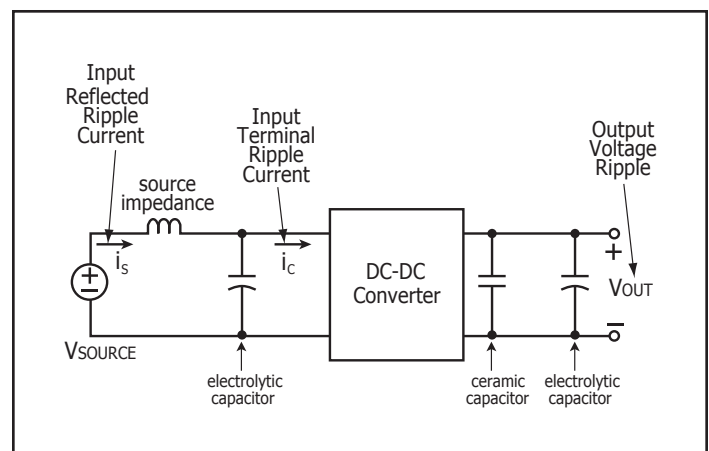 Input
Reflected
Ripple
Current
Input
Terminal
Ripple
Current
Output
Voltage
Ripple
source
impedance
iS
iC
DC-DC
Converter
+
VOUT
–
+
–
VSOURCE
electrolytic
capacitor
ceramic
capacitor
electrolytic
capacitor